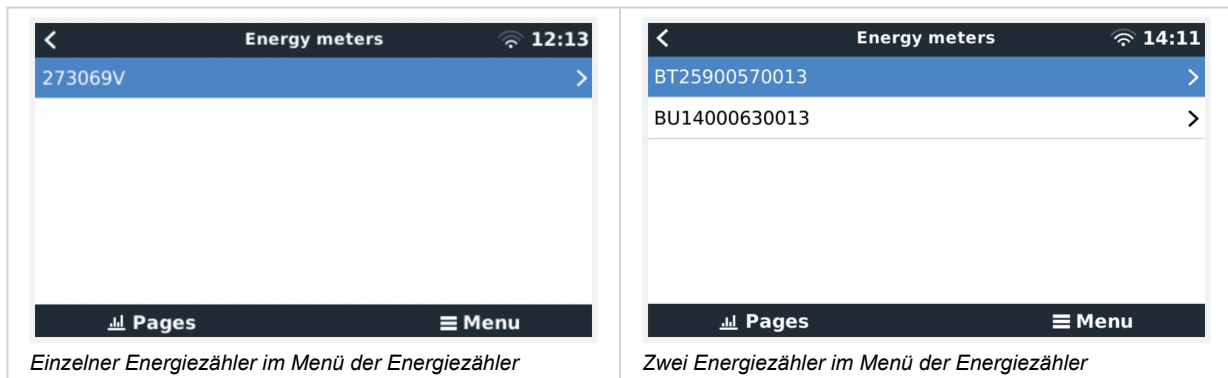 Energy meters 12:13
273069V
Pages Menu
Einzelner Energiezähler im Menü der Energiezähler
Energy meters 14:11
BT25900570013
BU14000630013
Pages Menu
Zwei Energiezähler im Menü der Energiezähler